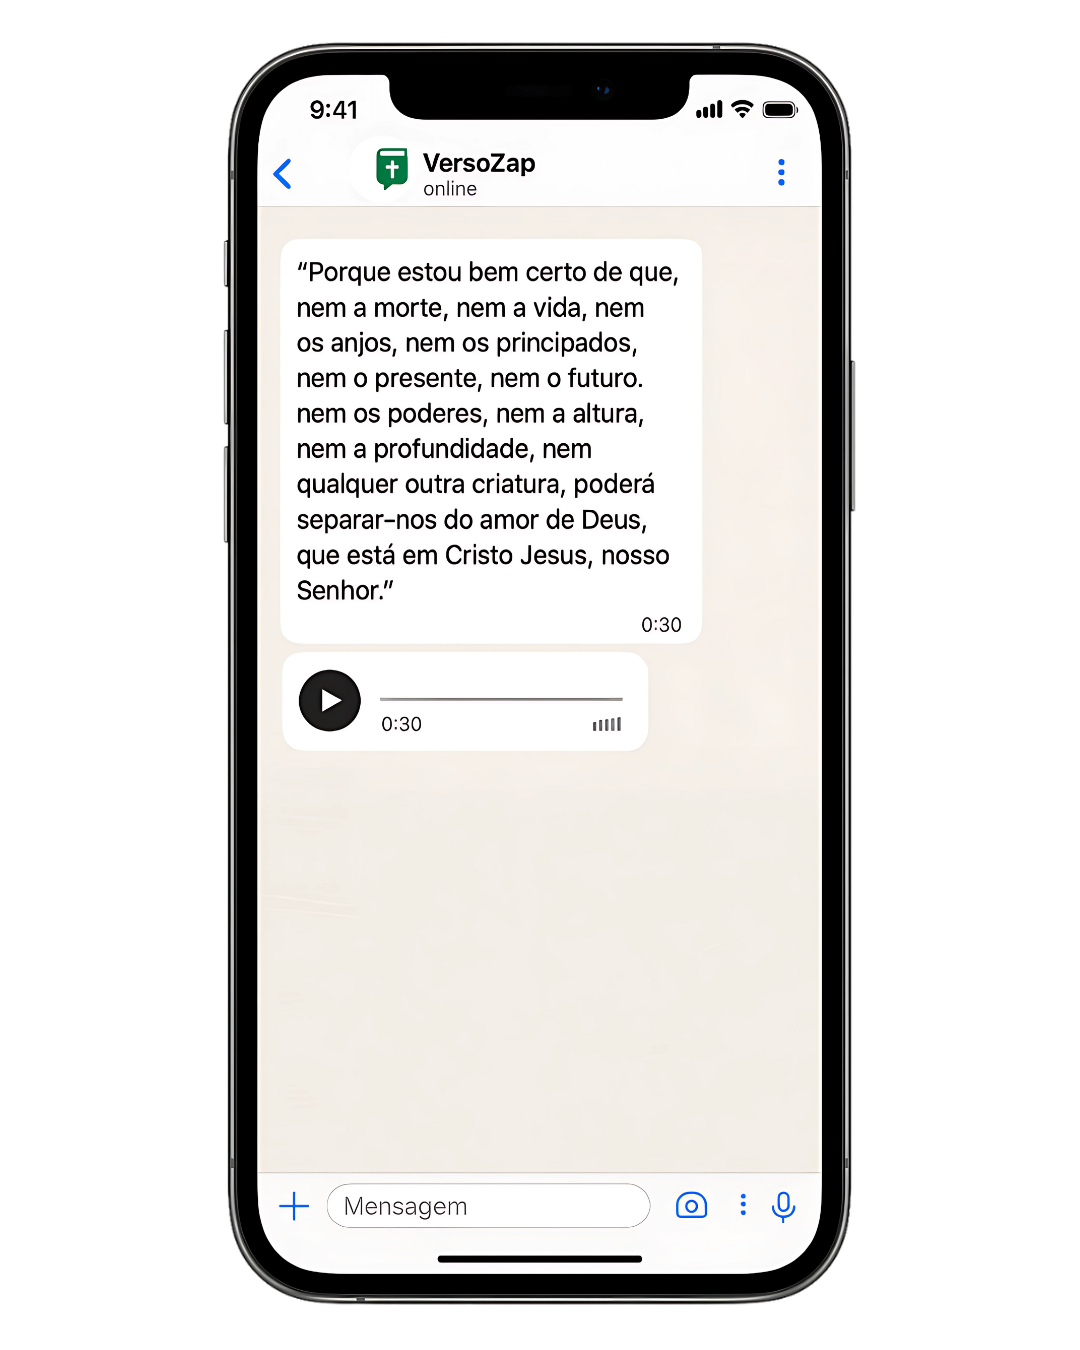 9:41
VersoZap
online
“Porque estou bem certo de que,
nem a morte, nem a vida, nem
os anjos, nem os principados,
nem o presente, nem o futuro.
nem os poderes, nem a altura,
nem a profundidade, nem
qualquer outra criatura, poderá
separar-nos do amor de Deus,
que está em Cristo Jesus, nosso
Senhor.”
0:30
0:30
Mensagem